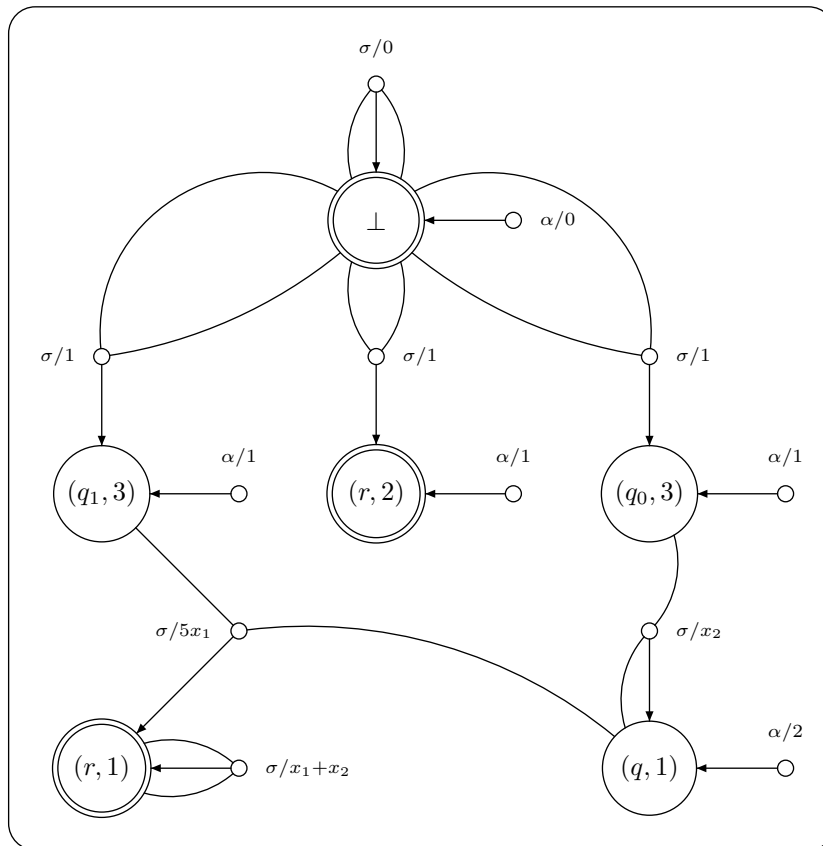 σ/0
⊥
α/0
σ/1
σ/1
σ/1
α/1
α/1
α/1
(q₁, 3)
(r, 2)
(q₀, 3)
σ/5x₁
σ/x₂
α/2
(r, 1)
σ/x₁+x₂
(q, 1)